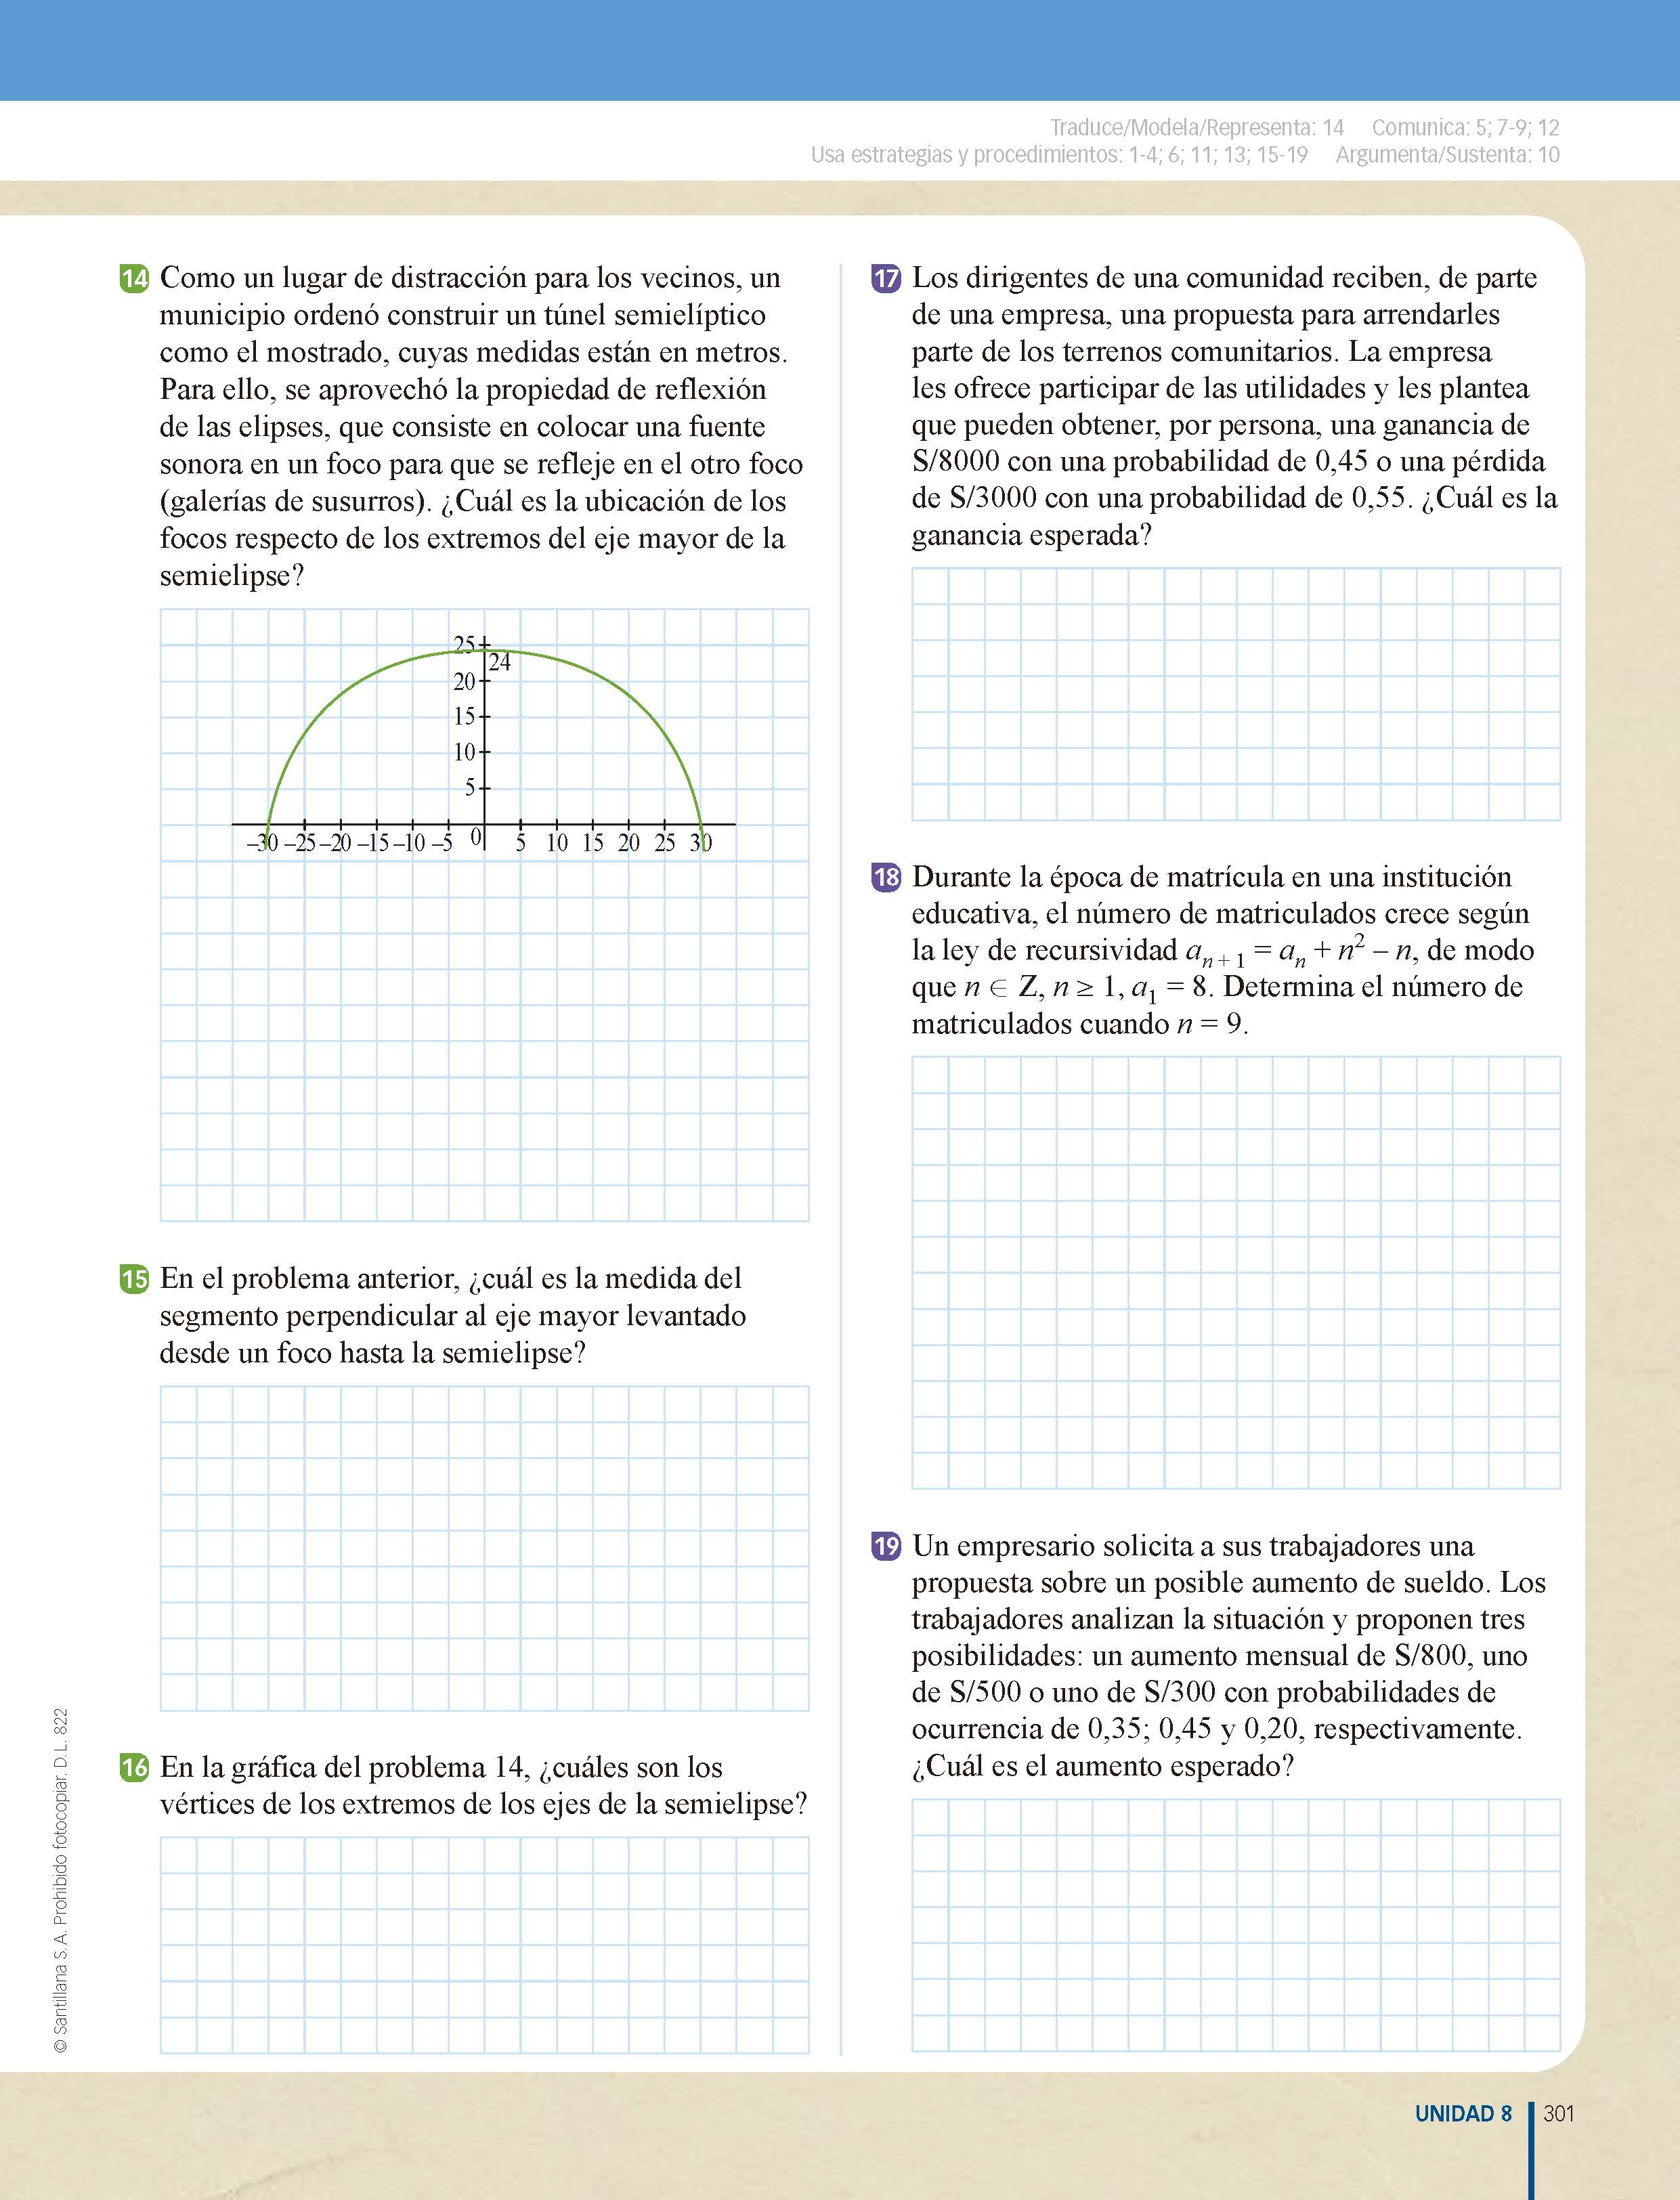 Traduce/Modela/Representa: 14 Comunica: 5; 7-9; 12
Usa estrategias y procedimientos: 1-4; 6; 11; 13; 15-19 Argumenta/Sustenta: 10
14 Como un lugar de distracción para los vecinos, un
municipio ordenó construir un túnel semielíptico
como el mostrado, cuyas medidas están en metros.
Para ello, se aprovechó la propiedad de reflexión
de las elipses, que consiste en colocar una fuente
sonora en un foco para que se refleje en el otro foco
(galerías de susurros). ¿Cuál es la ubicación de los
focos respecto de los extremos del eje mayor de la
semielipse?
25
24
20
15
10
5
–30 –25 –20 –15 –10 –5 0 5 10 15 20 25 30
15 En el problema anterior, ¿cuál es la medida del
segmento perpendicular al eje mayor levantado
desde un foco hasta la semielipse?
16 En la gráfica del problema 14, ¿cuáles son los
vértices de los extremos de los ejes de la semielipse?
17 Los dirigentes de una comunidad reciben, de parte
de una empresa, una propuesta para arrendarles
parte de los terrenos comunitarios. La empresa
les ofrece participar de las utilidades y les plantea
que pueden obtener, por persona, una ganancia de
S/8000 con una probabilidad de 0,45 o una pérdida
de S/3000 con una probabilidad de 0,55. ¿Cuál es la
ganancia esperada?
18 Durante la época de matrícula en una institución
educativa, el número de matriculados crece según
la ley de recursividad aₙ₊₁ = aₙ + n² – n, de modo
que n ∈ Z, n ≥ 1, a₁ = 8. Determina el número de
matriculados cuando n = 9.
19 Un empresario solicita a sus trabajadores una
propuesta sobre un posible aumento de sueldo. Los
trabajadores analizan la situación y proponen tres
posibilidades: un aumento mensual de S/800, uno
de S/500 o uno de S/300 con probabilidades de
ocurrencia de 0,35; 0,45 y 0,20, respectivamente.
¿Cuál es el aumento esperado?
© Santillana S. A. Prohibido fotocopiar. D. L. 822
UNIDAD 8 301